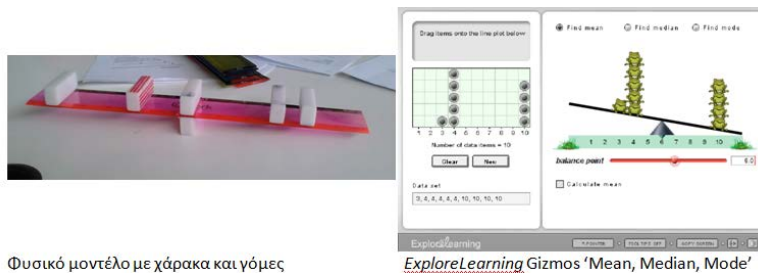 Drag items onto the line plot below
1 2 3 4 5 6 7 8 9 10
Number of data items = 10
Clear
New
Data set
3, 4, 4, 4, 4, 4, 10, 10, 10, 10
ExploreLearning
Find mean
Find median
Find mode
1 2 3 4 5 6 7 8 9 10
balance point
6.0
Calculate mean
Φυσικό μοντέλο με χάρακα και γόμες
ExploreLearning Gizmos ‘Mean, Median, Mode’